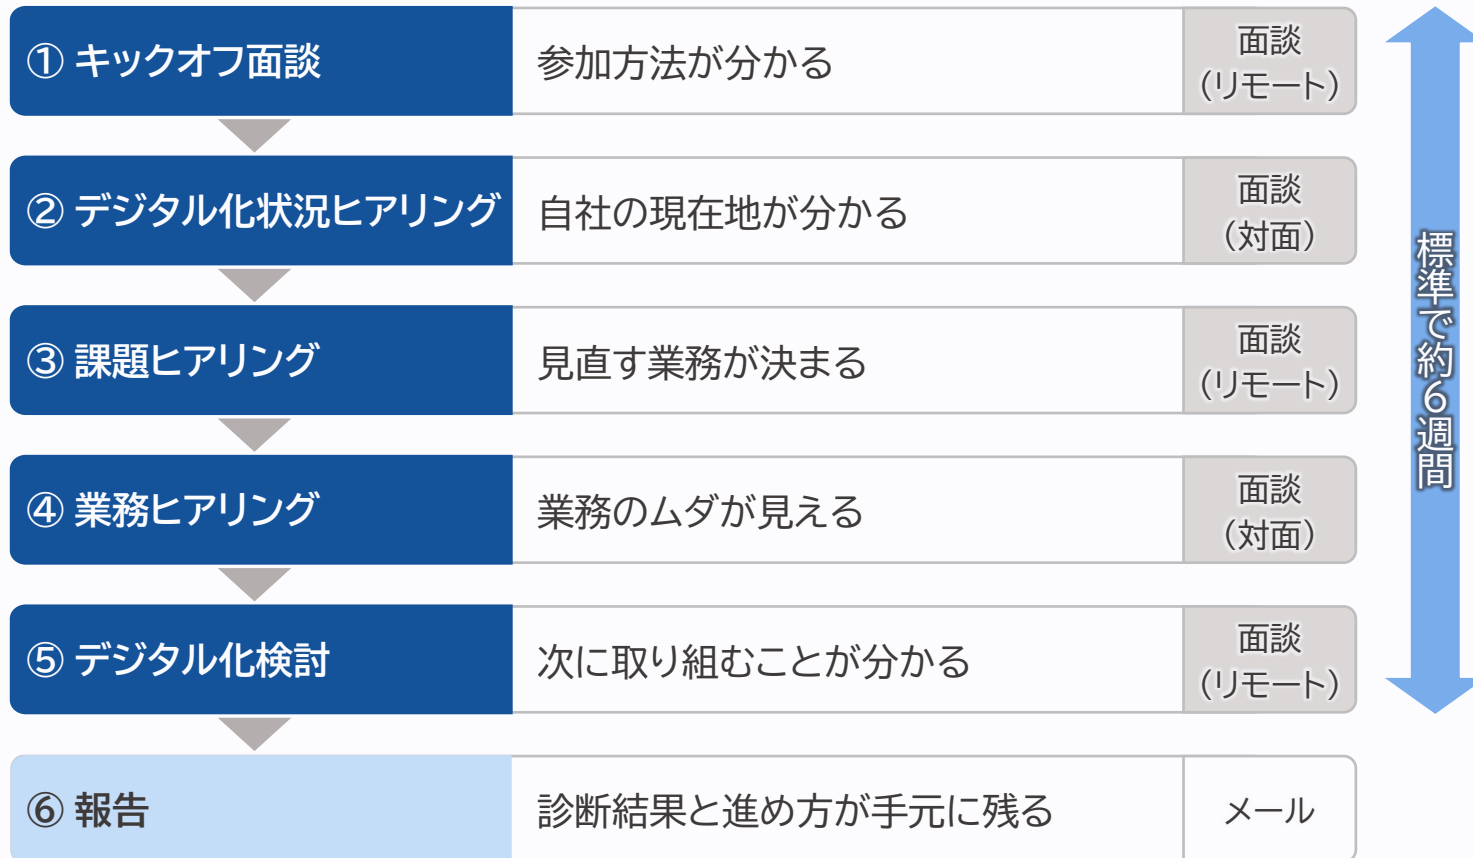 ① キックオフ面談
参加方法が分かる
面談
（リモート）
② デジタル化状況ヒアリング
自社の現在地が分かる
面談
（対面）
③ 課題ヒアリング
見直す業務が決まる
面談
（リモート）
④ 業務ヒアリング
業務のムダが見える
面談
（対面）
⑤ デジタル化検討
次に取り組むことが分かる
面談
（リモート）
⑥ 報告
診断結果と進め方が手元に残る
メール
標準で約６週間